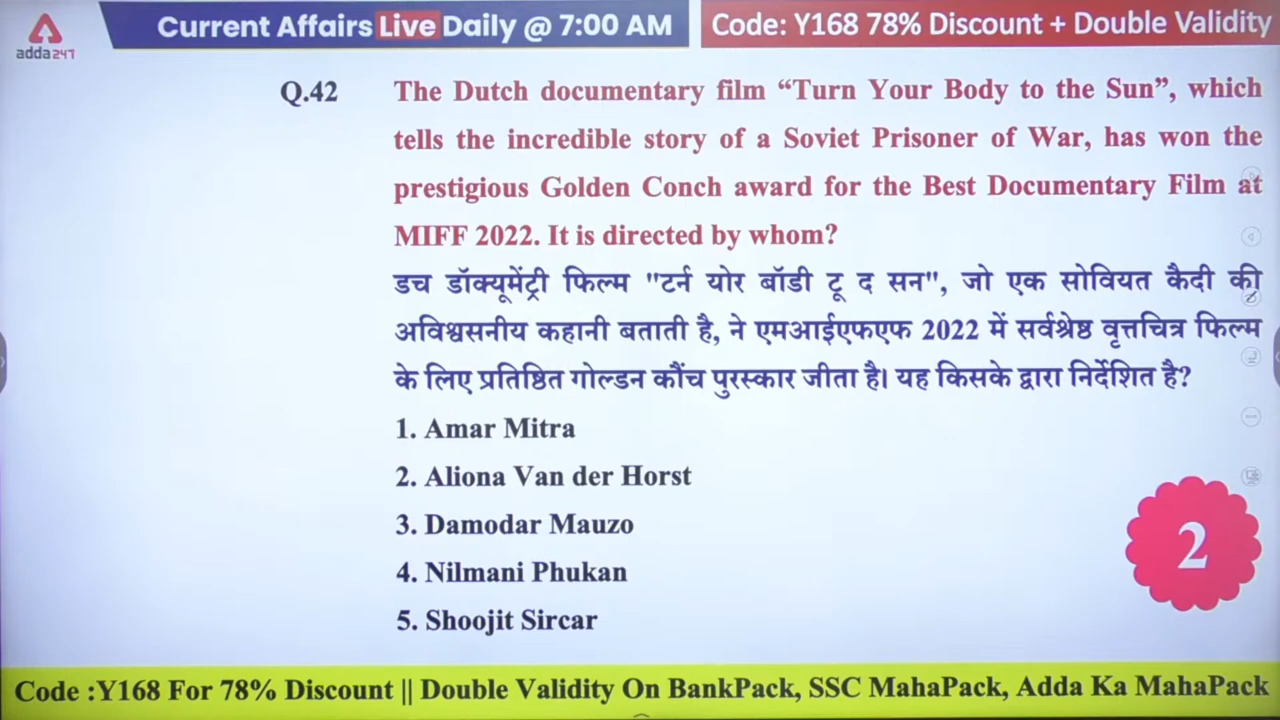 Current Affairs Live Daily @ 7:00 AM
Code: Y168 78% Discount + Double Validity
adda247
Q.42 The Dutch documentary film “Turn Your Body to the Sun”, which
tells the incredible story of a Soviet Prisoner of War, has won the
prestigious Golden Conch award for the Best Documentary Film at
MIFF 2022. It is directed by whom?
डच डॉक्यूमेंट्री फिल्म "टर्न योर बॉडी टू द सन", जो एक सोवियत कैदी की
अविश्वसनीय कहानी बताती है, ने एमआईएफएफ 2022 में सर्वश्रेष्ठ वृत्तचित्र फिल्म
के लिए प्रतिष्ठित गोल्डन कौंच पुरस्कार जीता है। यह किसके द्वारा निर्देशित है?
1. Amar Mitra
2. Aliona Van der Horst
3. Damodar Mauzo
4. Nilmani Phukan
5. Shoojit Sircar
2
Code :Y168 For 78% Discount || Double Validity On BankPack, SSC MahaPack, Adda Ka MahaPack